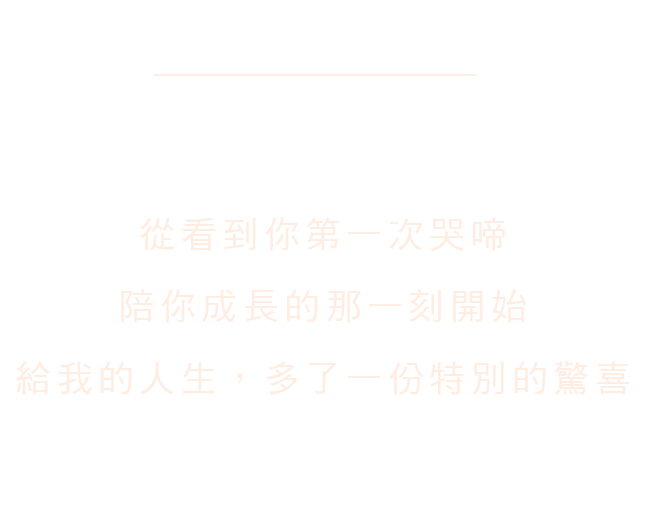 從看到你第一次哭啼
陪你成長的那一刻開始
給我的人生，多了一份特別的驚喜